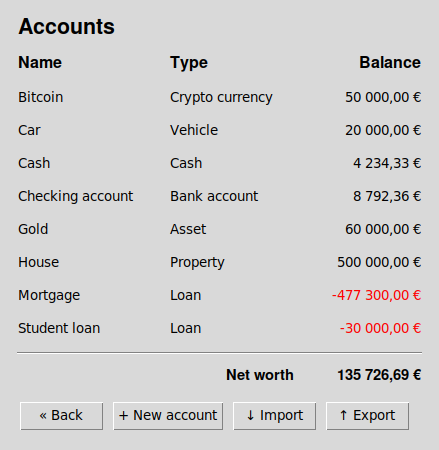 Accounts
Name Type Balance
Bitcoin Crypto currency 50 000,00 €
Car Vehicle 20 000,00 €
Cash Cash 4 234,33 €
Checking account Bank account 8 792,36 €
Gold Asset 60 000,00 €
House Property 500 000,00 €
Mortgage Loan -477 300,00 €
Student loan Loan -30 000,00 €
Net worth 135 726,69 €
« Back + New account ↓ Import ↑ Export